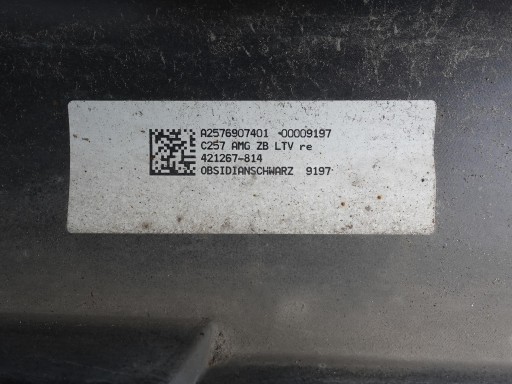 A2576907401 00009197
C257 AMG ZB LTV re
421267-814
OBSIDIANSCHWARZ 9197